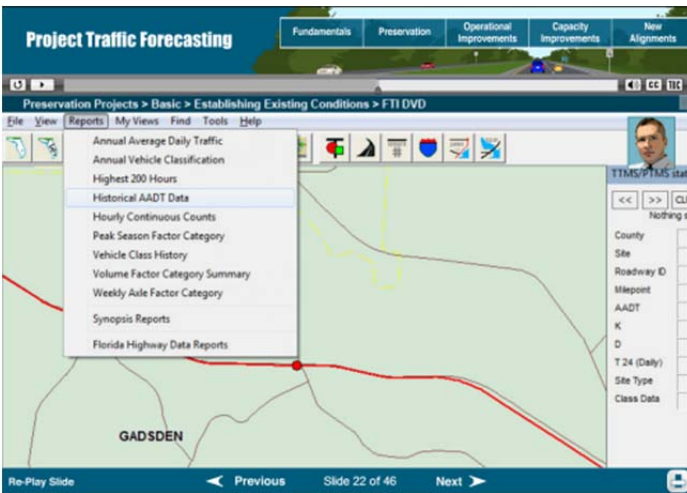 Project Traffic Forecasting
Fundamentals
Preservation
Operational
Improvements
Capacity
Improvements
New
Alignments
CC TOC
Preservation Projects > Basic > Establishing Existing Conditions > FTI DVD
File View Reports My Views Find Tools Help
Annual Average Daily Traffic
Annual Vehicle Classification
Highest 200 Hours
Historical AADT Data
Hourly Continuous Counts
Peak Season Factor Category
Vehicle Class History
Volume Factor Category Summary
Weekly Axle Factor Category
Synopsis Reports
Florida Highway Data Reports
TTMS/PTMS stat
<< >> CL
Nothing s
County
Site
Roadway ID
Milepoint
AADT
K
D
T 24 (Daily)
Site Type
Class Data
GADSDEN
Re-Play Slide
Previous
Slide 22 of 46
Next